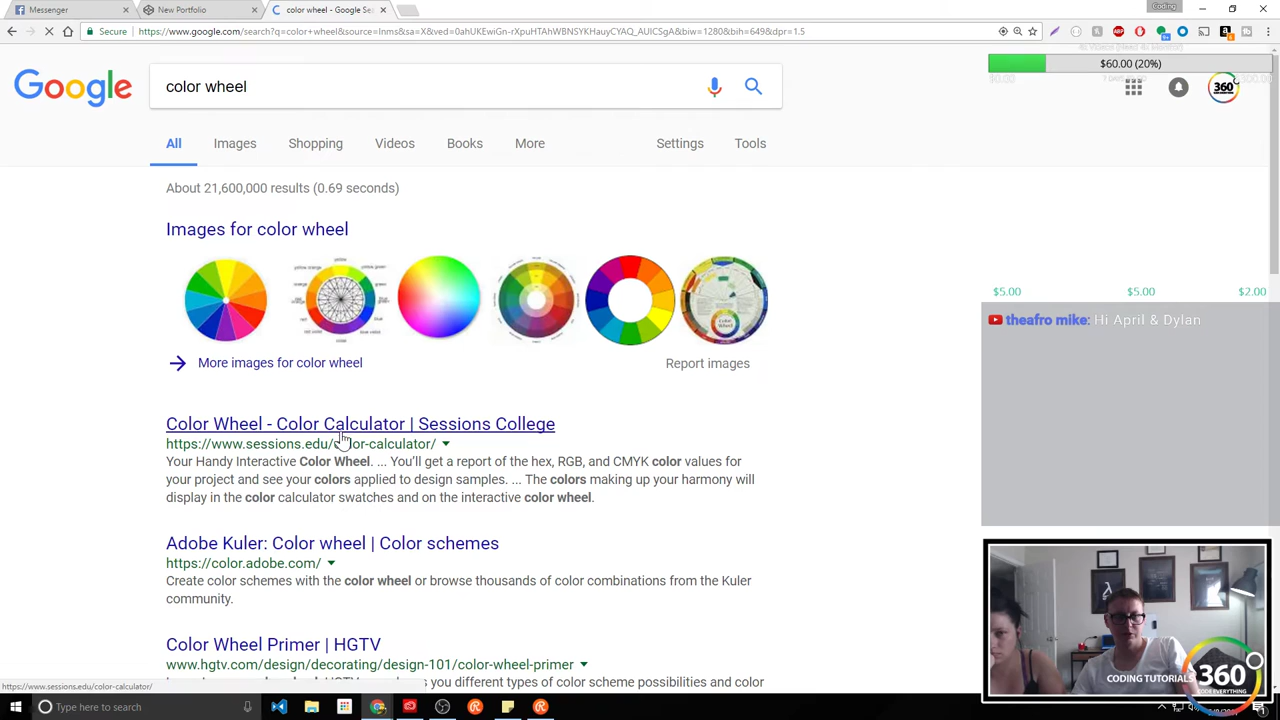 Messenger
New Portfolio
color wheel - Google Se
Coding
Secure
https://www.google.com/search?q=color+wheel&source=lnms&sa=X&ved=0ahUKEwiGn-rXpuHTAhWBNSYKHauyCYAQ_AUICSgA&biw=1280&bih=649&dpr=1.5
Google
color wheel
$60.00 (20%)
$0.00
360
All
Images
Shopping
Videos
Books
More
Settings
Tools
About 21,600,000 results (0.69 seconds)
Images for color wheel
More images for color wheel
Report images
$5.00
$5.00
$2.00
theafro mike: Hi April & Dylan
Color Wheel - Color Calculator | Sessions College
https://www.sessions.edu/color-calculator/
Your Handy Interactive Color Wheel. ... You'll get a report of the hex, RGB, and CMYK color values for
your project and see your colors applied to design samples. ... The colors making up your harmony will
display in the color calculator swatches and on the interactive color wheel.
Adobe Kuler: Color wheel | Color schemes
https://color.adobe.com/
Create color schemes with the color wheel or browse thousands of color combinations from the Kuler
community.
Color Wheel Primer | HGTV
www.hgtv.com/design/decorating/design-101/color-wheel-primer
you different types of color scheme possibilities and color
https://www.sessions.edu/color-calculator/
CODING TUTORIALS
360
CODE EVERYTHING
Type here to search